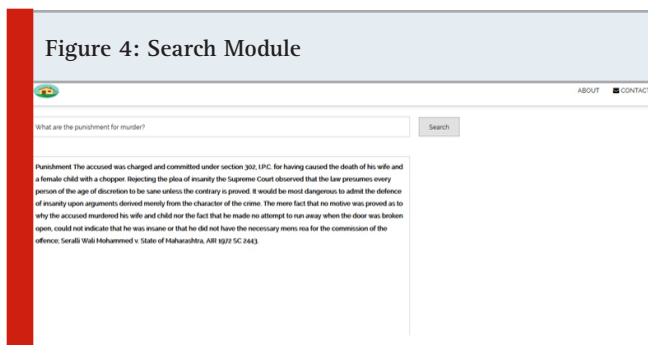 Figure 4: Search Module
ABOUT CONTACT
What are the punishment for murder? Search
Punishment The accused was charged and committed under section 302, I.P.C. for having caused the death of his wife and
a female child with a chopper. Rejecting the plea of insanity the Supreme Court observed that the law presumes every
person of the age of discretion to be sane unless the contrary is proved. It would be most dangerous to admit the defence
of insanity upon arguments derived merely from the character of the crime. The mere fact that no motive was proved as to
why the accused murdered his wife and child nor the fact that he made no attempt to run away when the door was broken
open, could not indicate that he was insane or that he did not have the necessary mens rea for the commission of the
offence; Seralli Wali Mohammed v. State of Maharashtra, AIR 1972 SC 2443.